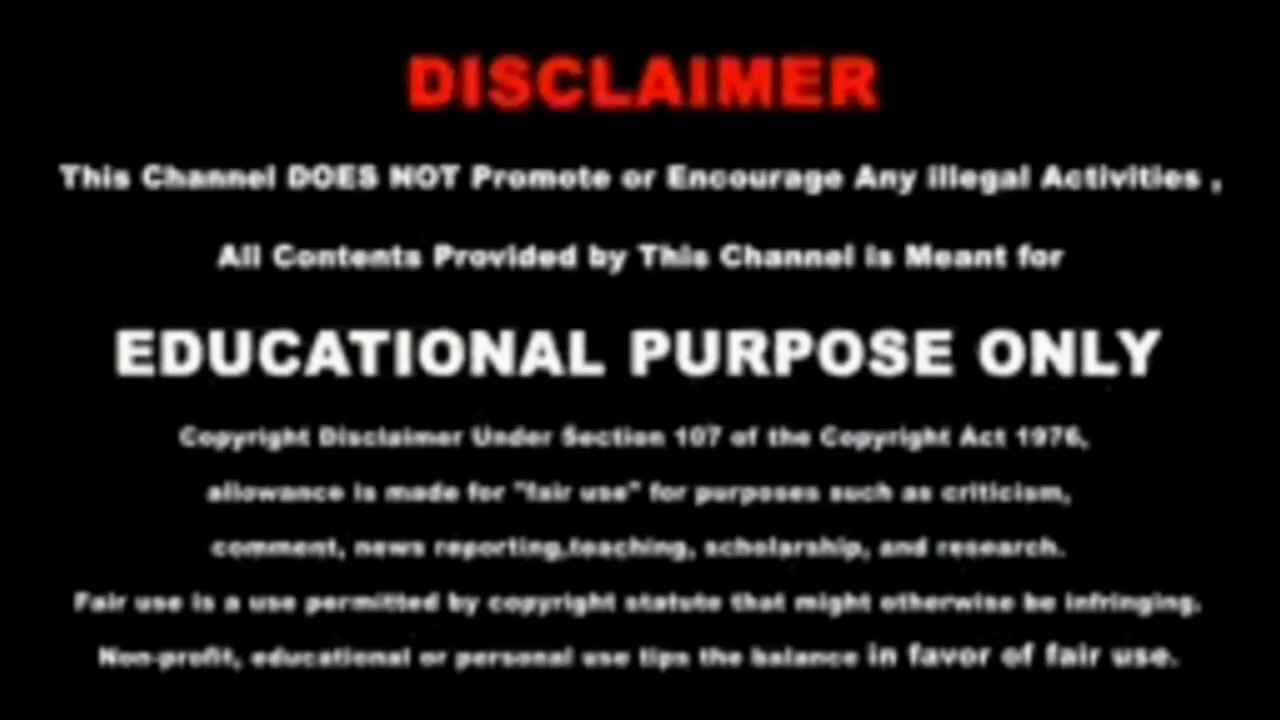 DISCLAIMER
This Channel DOES NOT Promote or Encourage Any illegal Activities ,
All Contents Provided by This Channel is Meant for
EDUCATIONAL PURPOSE ONLY
Copyright Disclaimer Under Section 107 of the Copyright Act 1976,
allowance is made for "fair use" for purposes such as criticism,
comment, news reporting,teaching, scholarship, and research.
Fair use is a use permitted by copyright statute that might otherwise be infringing.
Non-profit, educational or personal use tips the balance in favor of fair use.